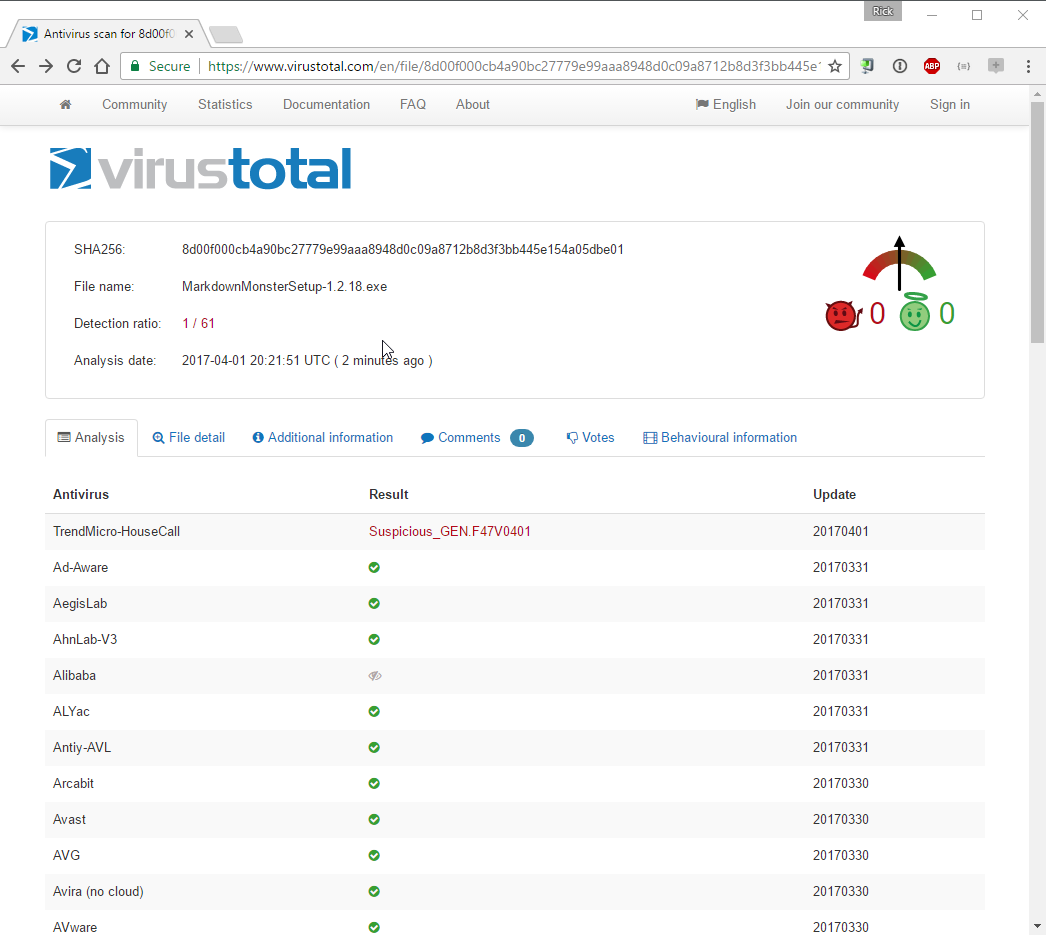 Rick
Antivirus scan for 8d00f0
Secure https://www.virustotal.com/en/file/8d00f000cb4a90bc27779e99aaa8948d0c09a8712b8d3f3bb445e1
ABP
Community Statistics Documentation FAQ About English Join our community Sign in
virustotal
SHA256: 8d00f000cb4a90bc27779e99aaa8948d0c09a8712b8d3f3bb445e154a05dbe01
File name: MarkdownMonsterSetup-1.2.18.exe
Detection ratio: 1 / 61
0 0
Analysis date: 2017-04-01 20:21:51 UTC ( 2 minutes ago )
Analysis File detail Additional information Comments 0 Votes Behavioural information
Antivirus Result Update
TrendMicro-HouseCall Suspicious_GEN.F47V0401 20170401
Ad-Aware 20170331
AegisLab 20170331
AhnLab-V3 20170331
Alibaba 20170331
ALYac 20170331
Antiy-AVL 20170331
Arcabit 20170330
Avast 20170330
AVG 20170330
Avira (no cloud) 20170330
AVware 20170330